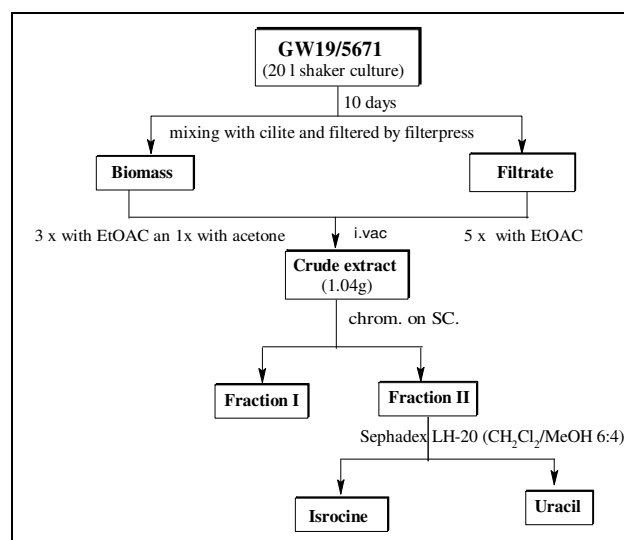 GW19/5671
(20 l shaker culture)
10 days
mixing with cilite and filtered by filterpress
Biomass
Filtrate
3 x with EtOAC an 1x with acetone
i.vac
5 x with EtOAC
Crude extract
(1.04g)
chrom. on SC.
Fraction I
Fraction II
Sephadex LH-20 (CH₂Cl₂/MeOH 6:4)
Isrocine
Uracil